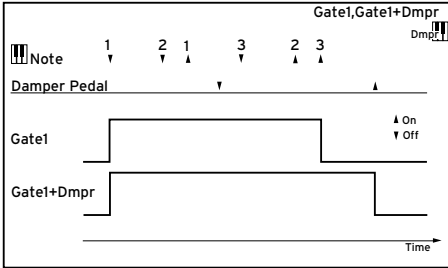 Gate1,Gate1+Dmpr
Dmpr
1 2 1 3 2 3
Note
Damper Pedal
On
Off
Gate1
Gate1+Dmpr
Time